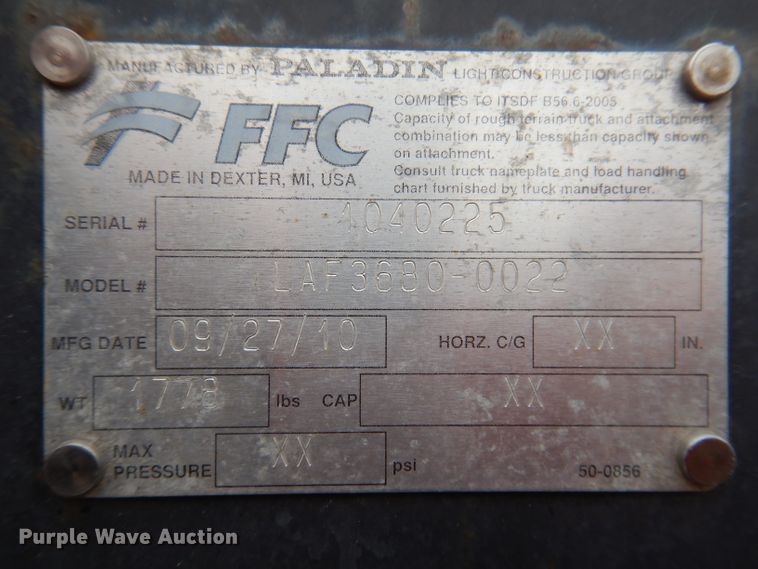 MANUFACTURED BY PALADIN LIGHT CONSTRUCTION GROUP
FFC
MADE IN DEXTER, MI, USA
COMPLIES TO ITSDF B56.6-2005
Capacity of rough terrain truck and attachment
combination may be less than capacity shown
on attachment.
Consult truck nameplate and load handling
chart furnished by truck manufacturer.
SERIAL # 1040225
MODEL # LAF3680-0022
MFG DATE 09/27/10 HORZ. C/G XX IN.
WT 1778 lbs CAP XX
MAX
PRESSURE XX psi 50-0856
Purple Wave Auction